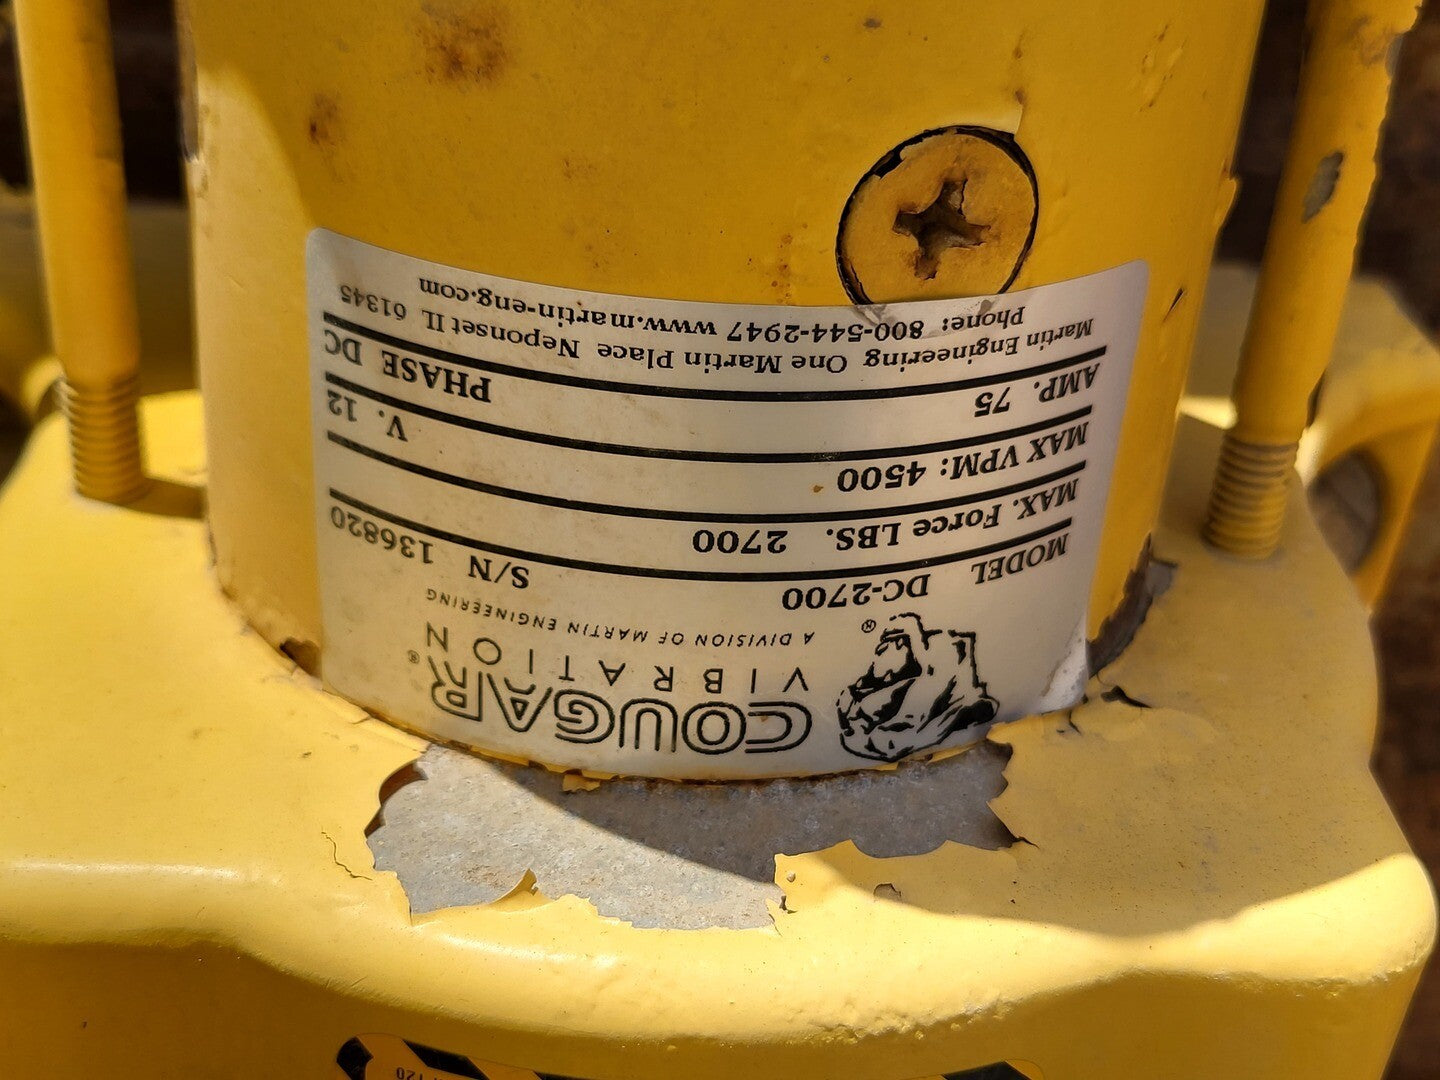 COUGAR®
VIBRATION
A DIVISION OF MARTIN ENGINEERING
®
MODEL DC-2700 S/N 136820
MAX. Force LBS. 2700
MAX VPM: 4500 V. 12
AMP. 75 PHASE DC
Martin Engineering One Martin Place Neponset IL 61345
Phone: 800-544-2947 www.martin-eng.com